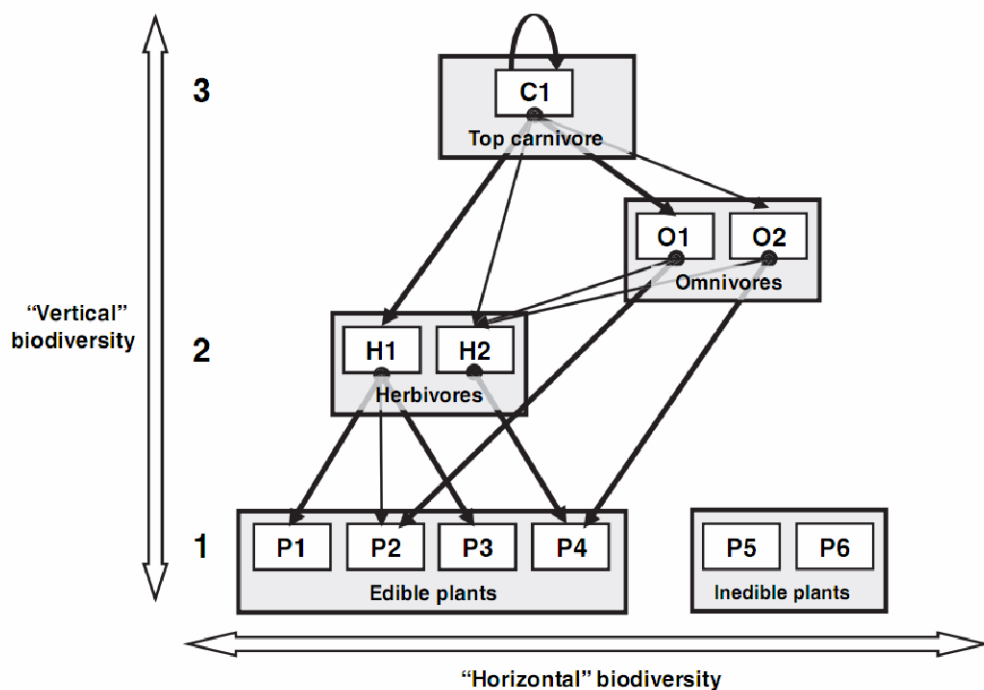 3
C1
Top carnivore
O1 O2
Omnivores
"Vertical"
biodiversity
2
H1 H2
Herbivores
1
P1 P2 P3 P4
Edible plants
P5 P6
Inedible plants
"Horizontal" biodiversity